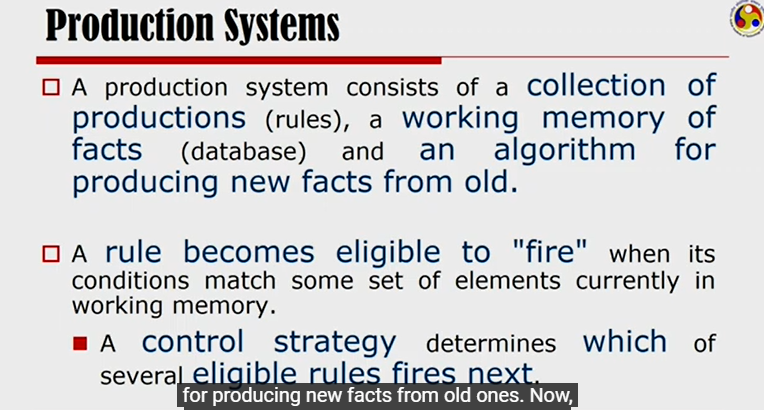 Production Systems
A production system consists of a collection of
productions (rules), a working memory of
facts (database) and an algorithm for
producing new facts from old.
A rule becomes eligible to "fire" when its
conditions match some set of elements currently in
working memory.
A control strategy determines which of
several eligible rules fires next.
for producing new facts from old ones. Now,